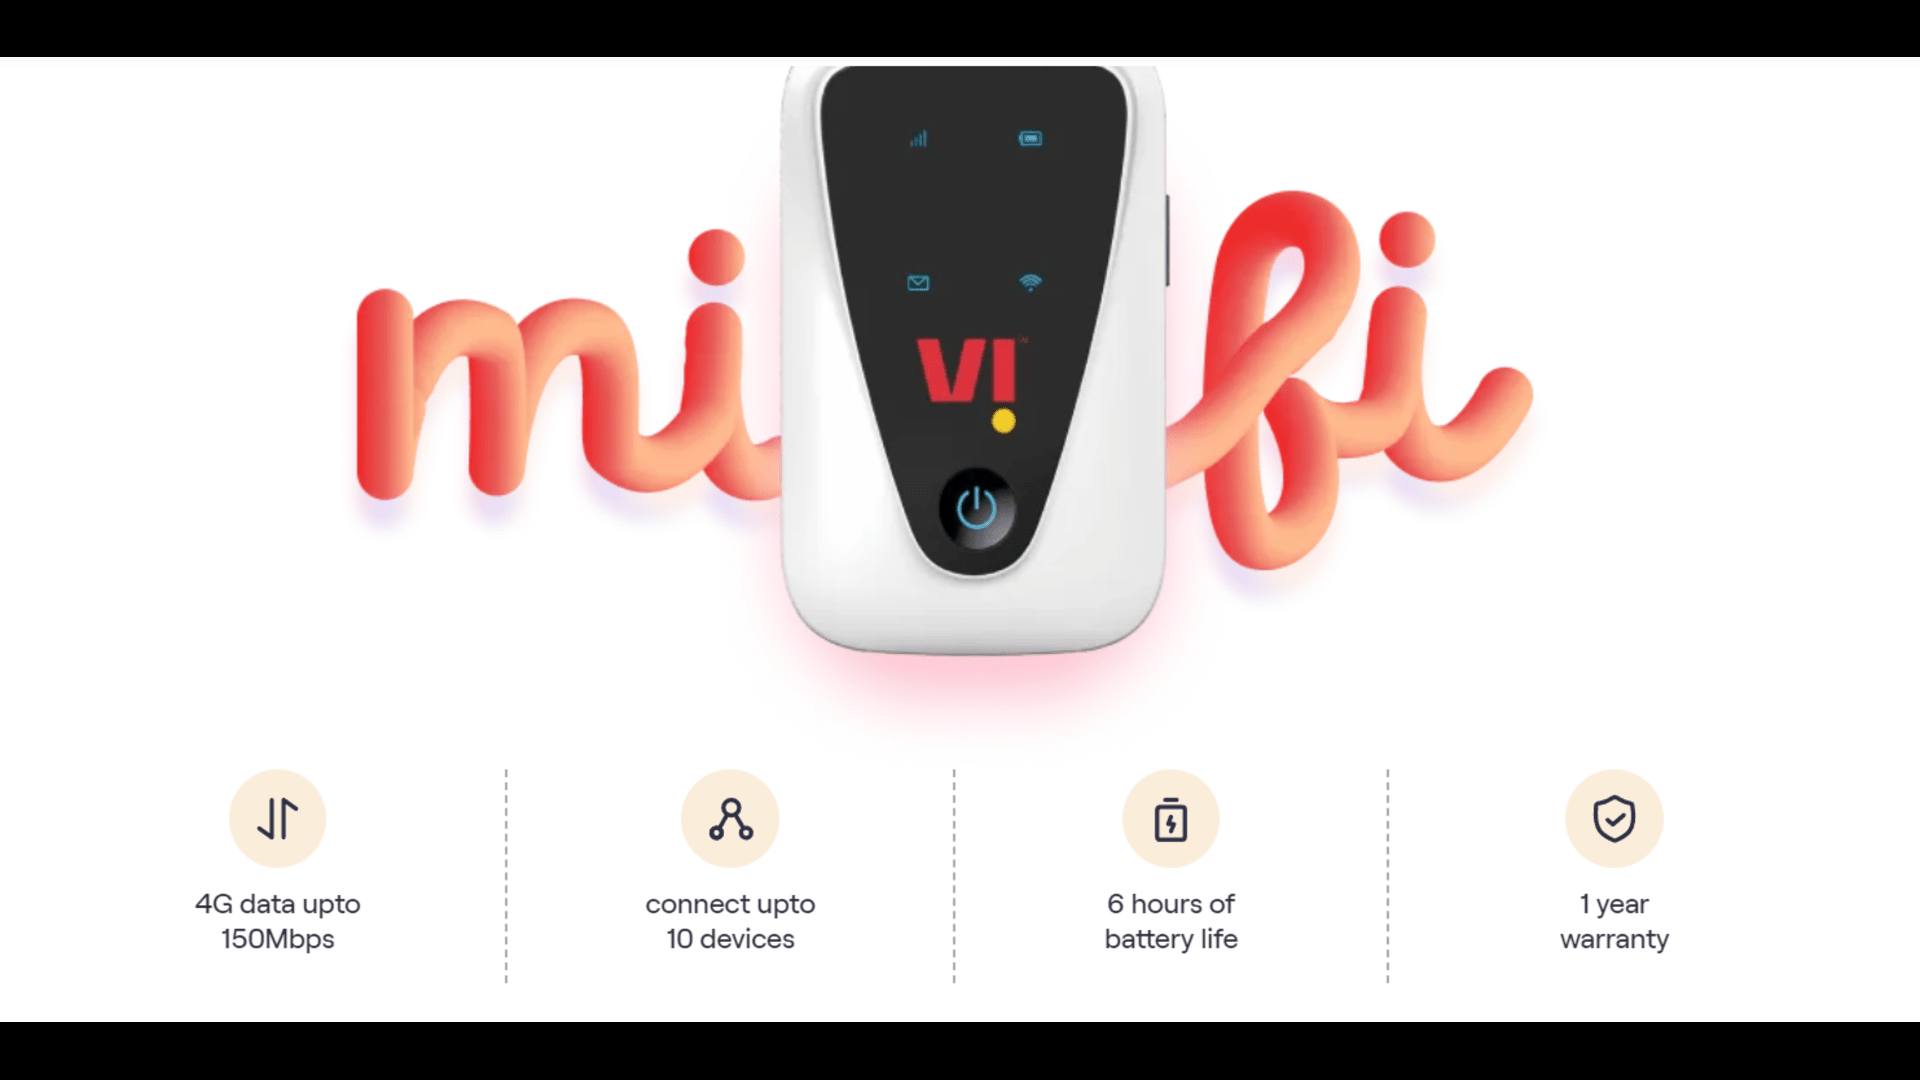 mifi
VI
4G data upto
150Mbps
connect upto
10 devices
6 hours of
battery life
1 year
warranty